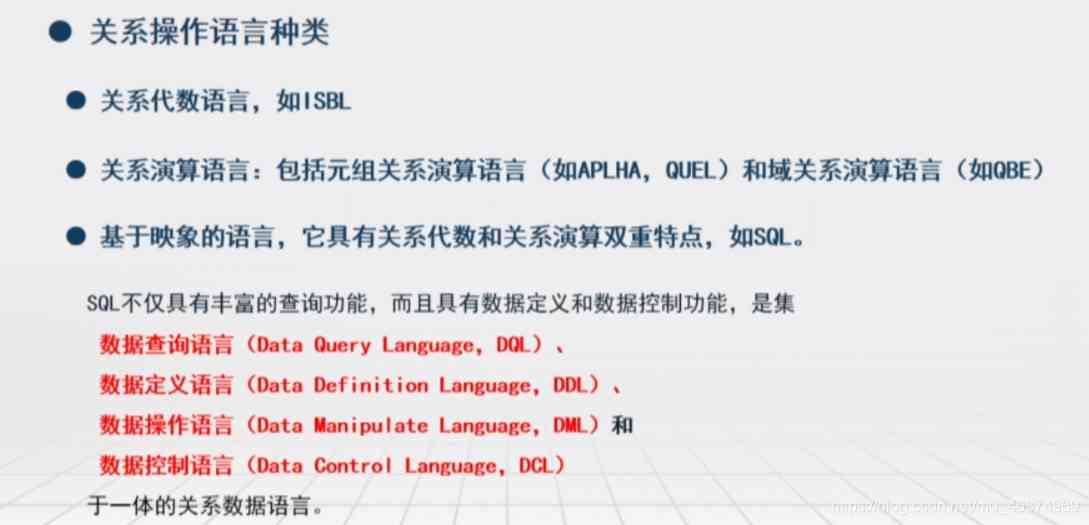 ● 关系操作语言种类
● 关系代数语言，如ISBL
● 关系演算语言：包括元组关系演算语言（如APLHA，QUEL）和域关系演算语言（如QBE）
● 基于映象的语言，它具有关系代数和关系演算双重特点，如SQL。
SQL不仅具有丰富的查询功能，而且具有数据定义和数据控制功能，是集
数据查询语言（Data Query Language，DQL）、
数据定义语言（Data Definition Language，DDL）、
数据操作语言（Data Manipulate Language，DML）和
数据控制语言（Data Control Language，DCL）
于一体的关系数据语言。